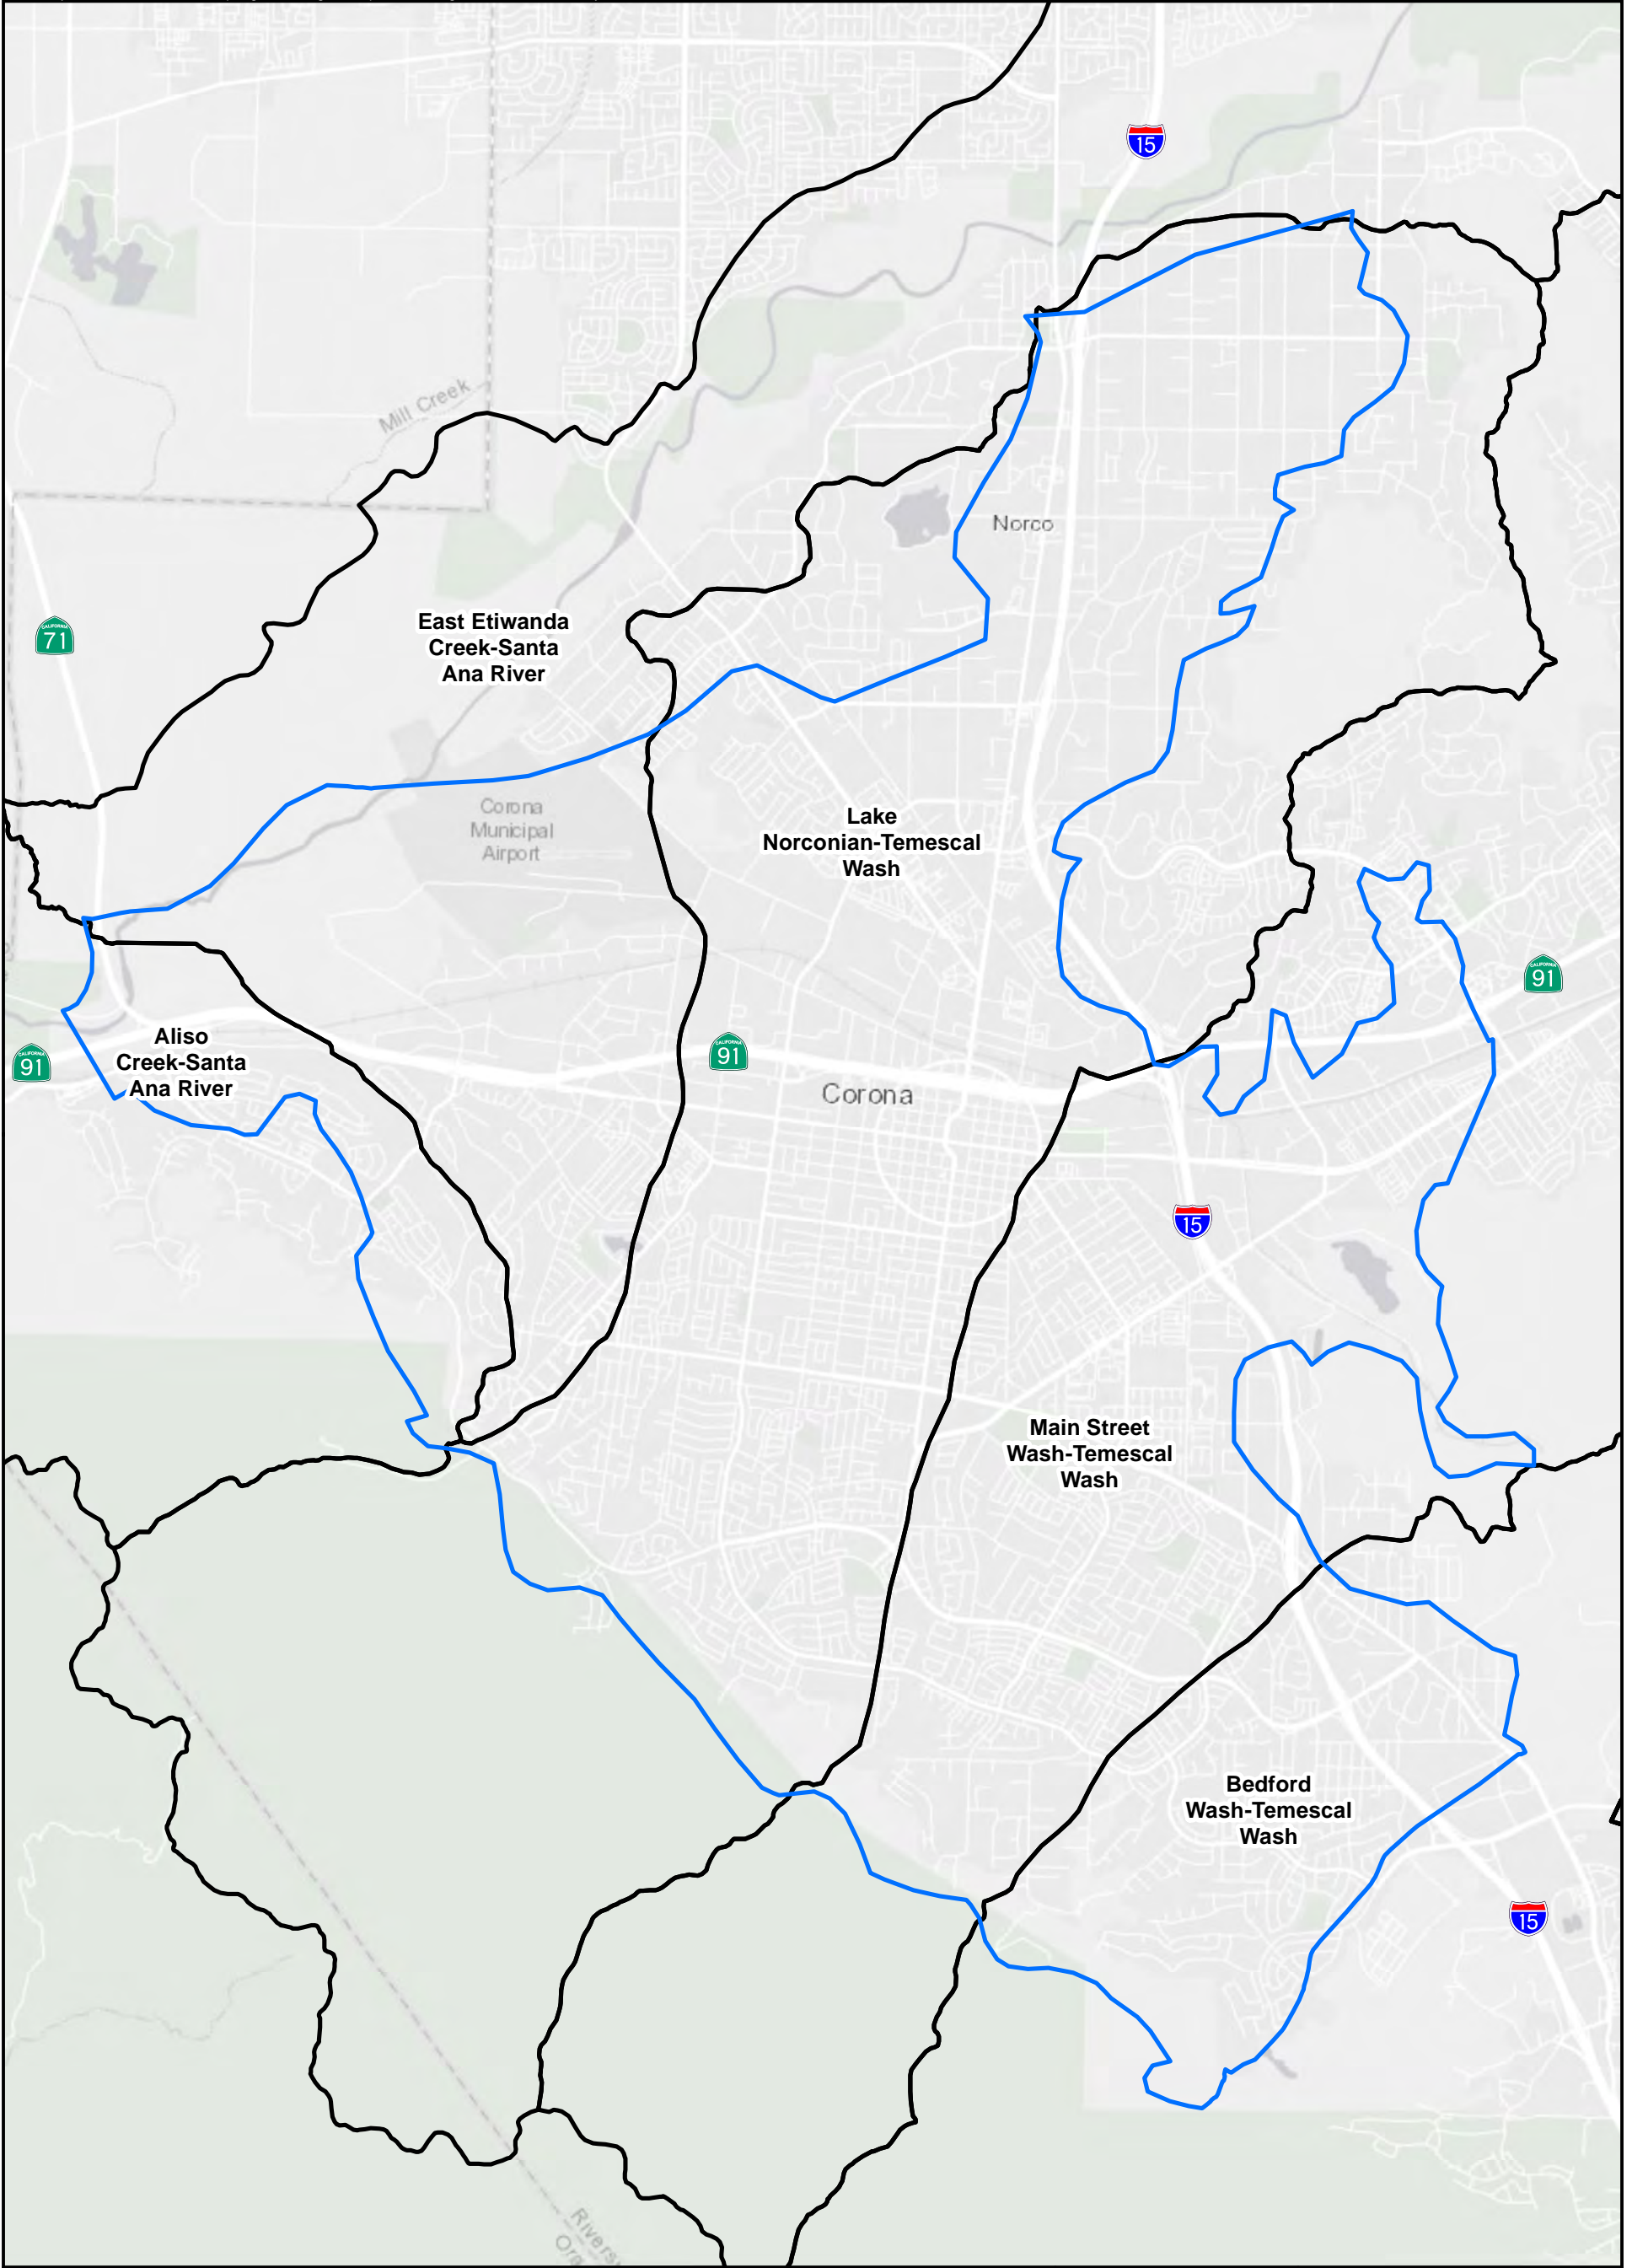 15
Mill Creek
Norco
71
East Etiwanda
Creek-Santa
Ana River
Corona
Municipal
Airport
Lake
Norconian-Temescal
Wash
91
Aliso
Creek-Santa
Ana River
91
91
Corona
15
Main Street
Wash-Temescal
Wash
Bedford
Wash-Temescal
Wash
15